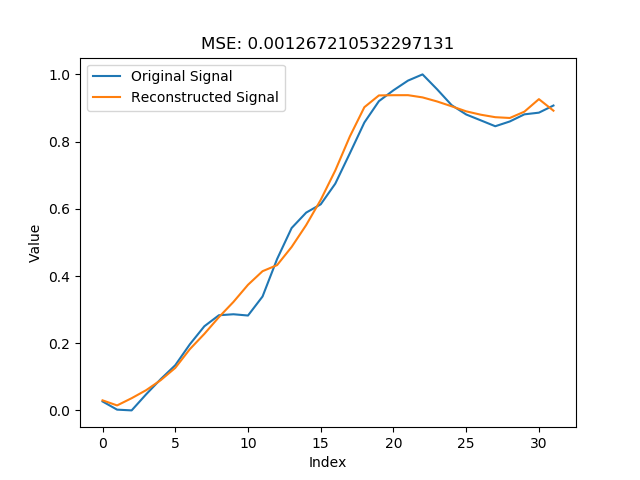 MSE: 0.001267210532297131
Original Signal
Reconstructed Signal
1.0
0.8
0.6
0.4
0.2
0.0
Value
0 5 10 15 20 25 30
Index